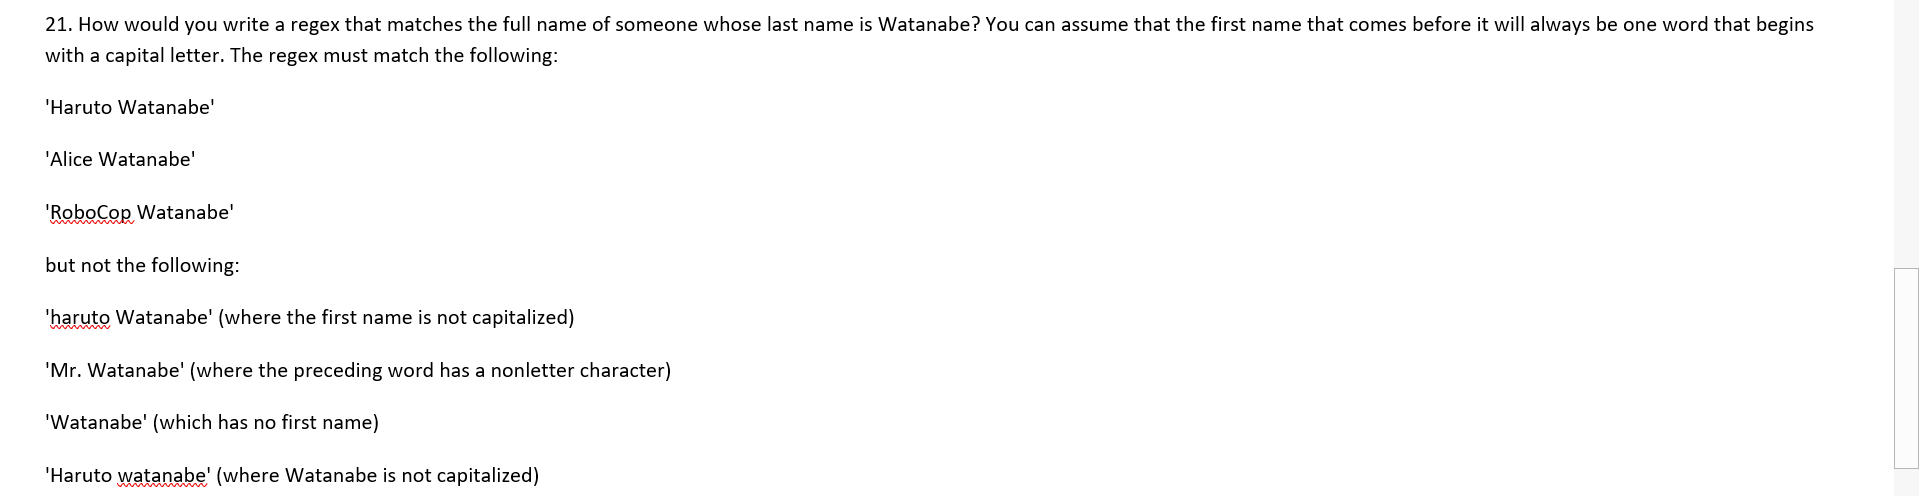 21. How would you write a regex that matches the full name of someone whose last name is Watanabe? You can assume that the first name that comes before it will always be one word that begins
with a capital letter. The regex must match the following:
'Haruto Watanabe'
'Alice Watanabe'
'RoboCop Watanabe'
but not the following:
'haruto Watanabe' (where the first name is not capitalized)
'Mr. Watanabe' (where the preceding word has a nonletter character)
'Watanabe' (which has no first name)
'Haruto watanabe' (where Watanabe is not capitalized)